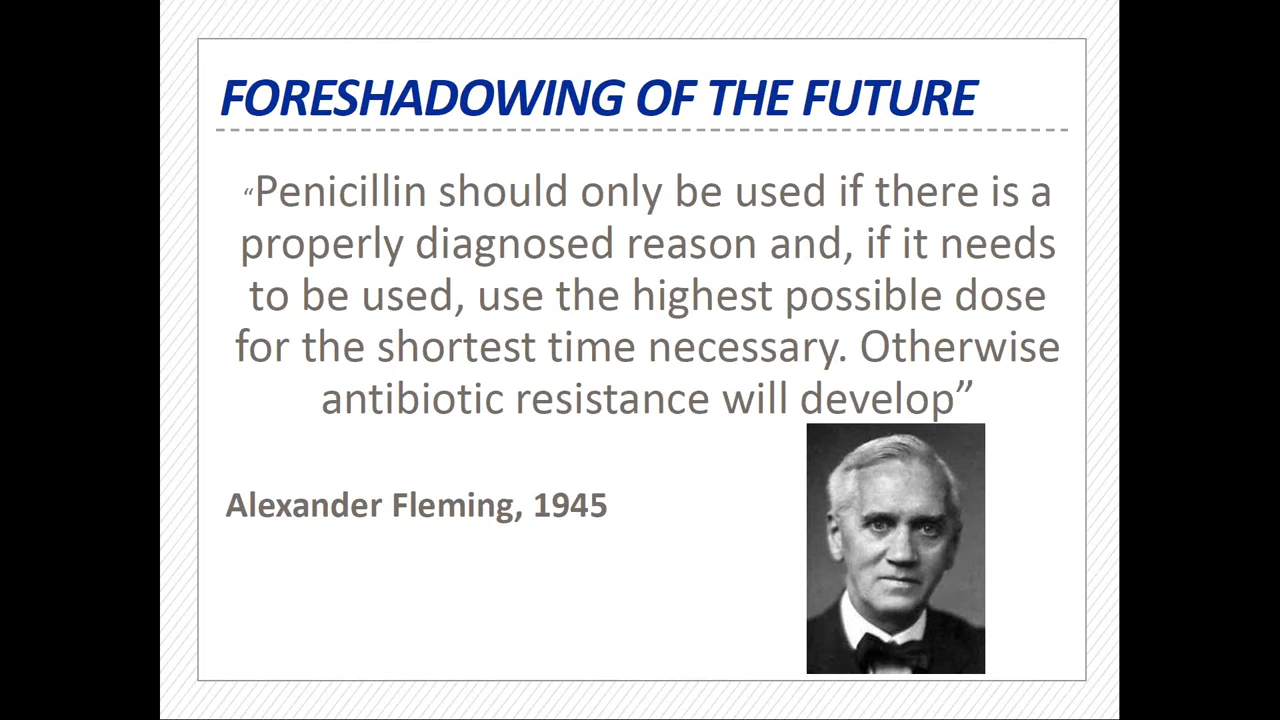 FORESHADOWING OF THE FUTURE
“Penicillin should only be used if there is a
properly diagnosed reason and, if it needs
to be used, use the highest possible dose
for the shortest time necessary. Otherwise
antibiotic resistance will develop”
Alexander Fleming, 1945